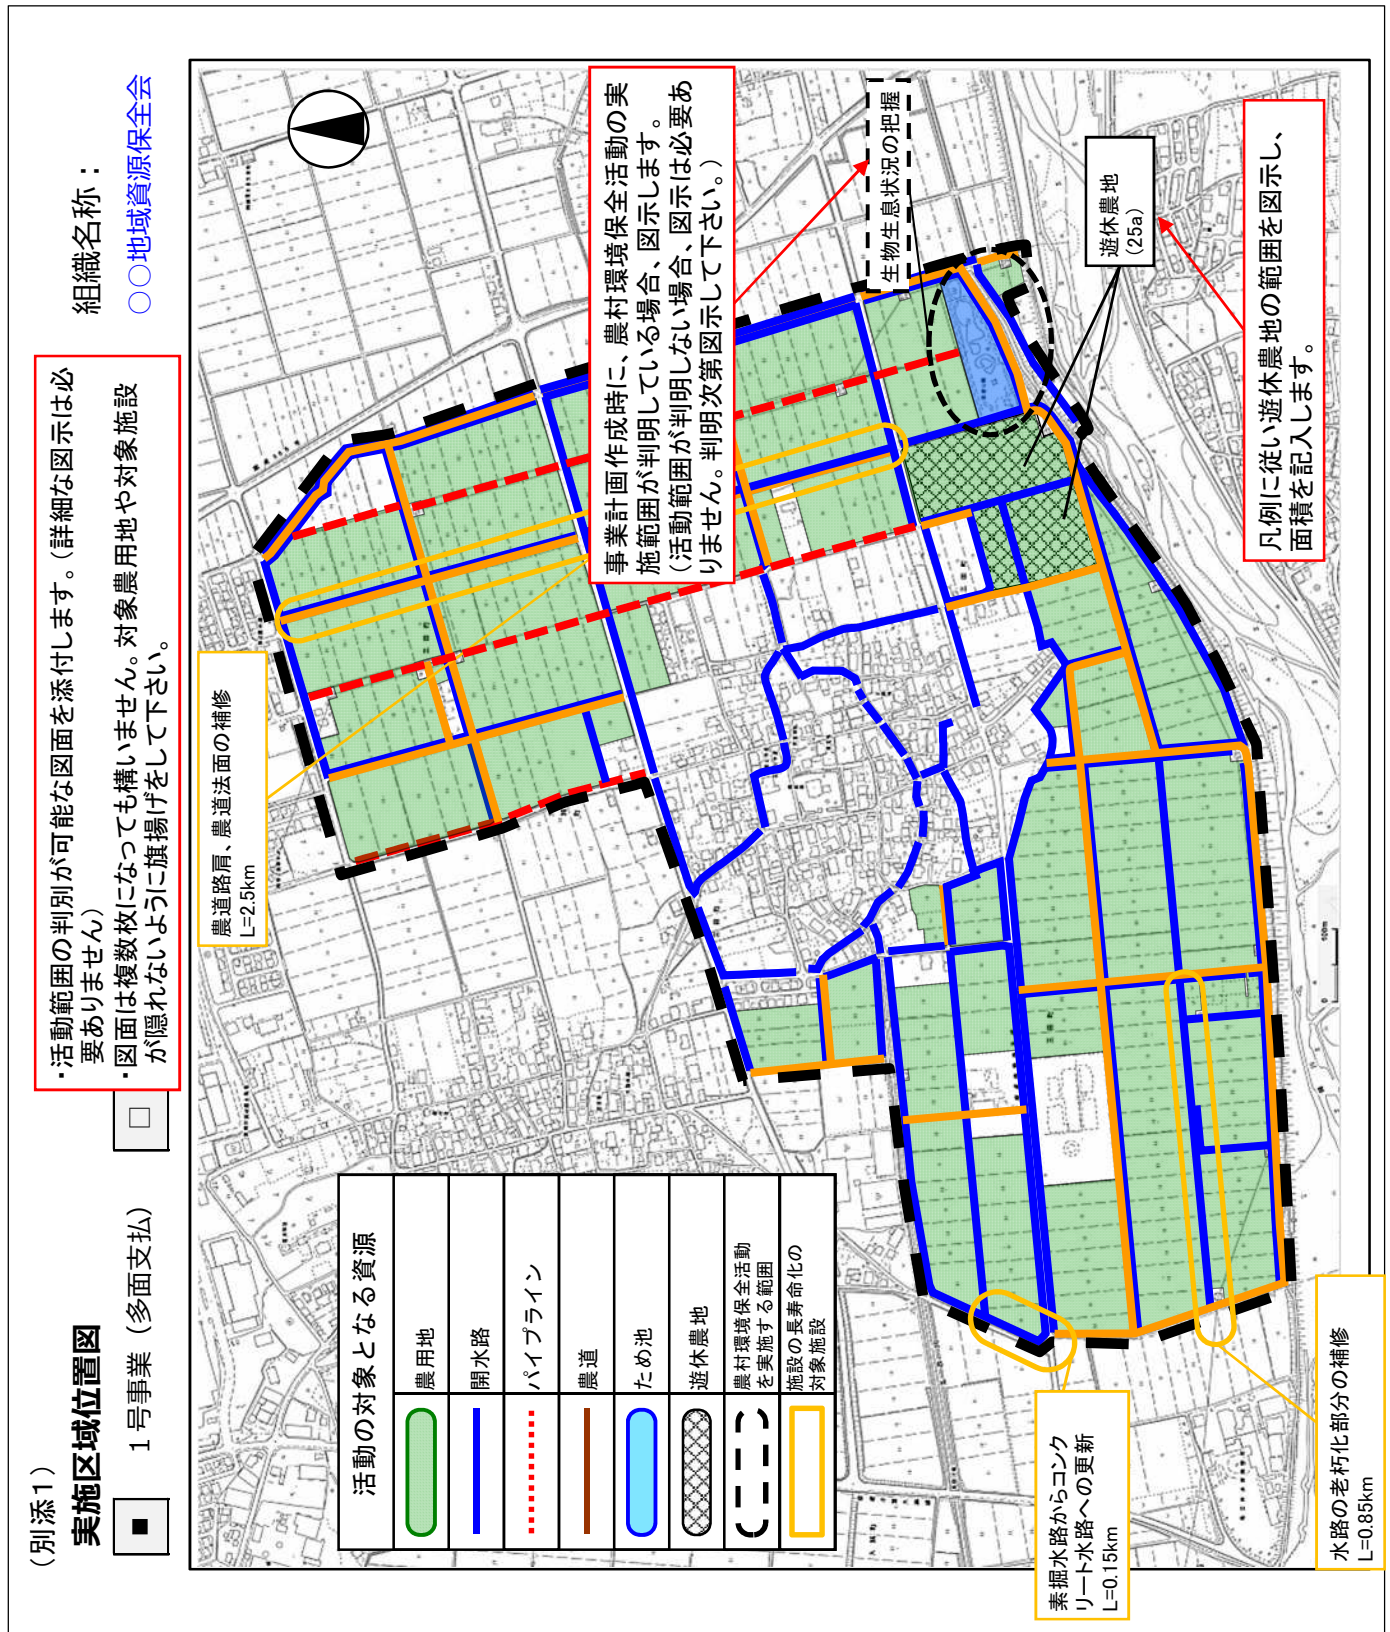 （別添１）
実施区域位置図
■
１号事業（多面支払）
□
組織名称：
○○地域資源保全会
・活動範囲の判別が可能な図面を添付します。（詳細な図示は必
要ありません）
・図面は複数枚になっても構いません。対象農用地や対象施設
が隠れないように旗揚げをして下さい。
農道路肩、農道法面の補修
L=2.5km
事業計画作成時に、農村環境保全活動の実
施範囲が判明している場合、図示します。
（活動範囲が判明しない場合、図示は必要あ
りません。判明次第図示して下さい。）
生物生息状況の把握
遊休農地
(25a)
凡例に従い遊休農地の範囲を図示し、
面積を記入します。
活動の対象となる資源
農用地
開水路
パイプライン
農道
ため池
遊休農地
農村環境保全活動
を実施する範囲
施設の長寿命化の
対象施設
素掘水路からコンク
リート水路への更新
L=0.15km
水路の老朽化部分の補修
L=0.85km
0
100m